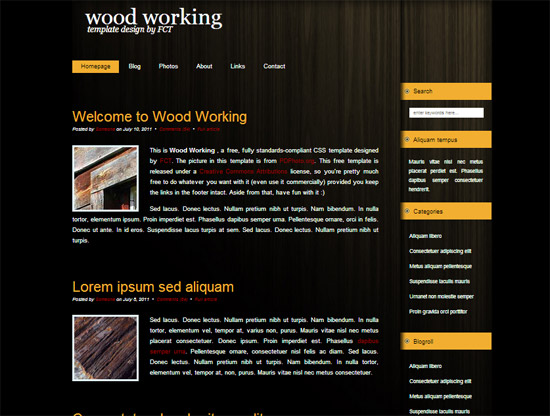 wood working
template design by FCT
Homepage Blog Photos About Links Contact
Welcome to Wood Working
Posted by on July 10, 2011 • Comments (64) • Full article
This is Wood Working , a free, fully standards-compliant CSS template designed
by FCT. The picture in this template is from PDPhoto.org. This free template is
released under a Creative Commons Attributions license, so you're pretty much
free to do whatever you want with it (even use it commercially) provided you keep
the links in the footer intact. Aside from that, have fun with it :)
Sed lacus. Donec lectus. Nullam pretium nibh ut turpis. Nam bibendum. In nulla
tortor, elementum, ipsum. Proin imperdiet est. Phasellus dapibus semper urna. Pellentesque ornare, orci in felis.
Donec ut ante. In id eros. Suspendisse lacus turpis at sem. Sed lacus. Donec lectus. Nullam pretium nibh ut
turpis.
Lorem ipsum sed aliquam
Posted by on July 5, 2011 • Comments (64) • Full article
Sed lacus. Donec lectus. Nullam pretium nibh ut turpis. Nam bibendum. In nulla
tortor, elementum vel, tempor at, varius non, purus. Mauris vitae nisl nec metus
placerat consectetuer. Donec ipsum. Proin imperdiet est. Phasellus dapibus
semper urna. Pellentesque ornare, consectetuer nisl felis ac diam. Sed lacus.
Donec lectus. Nullam pretium nibh ut turpis. Nam bibendum. In nulla tortor,
elementum vel, tempor at, varius non, purus. Mauris vitae nisl nec metus consectetuer.
Search
enter keywords here...
Aliquam tempus
Mauris vitae nisl nec metus
placerat perdiet est. Phasellus
dapibus semper consectetuer
hendrerit.
Categories
Aliquam libero
Consectetuer adipiscing elit
Metus aliquam pellentesque
Suspendisse iaculis mauris
Urnanet non molestie semper
Proin gravida orci porttitor
Blogroll
Aliquam libero
Consectetuer adipiscing elit
Metus aliquam pellentesque
Suspendisse iaculis mauris